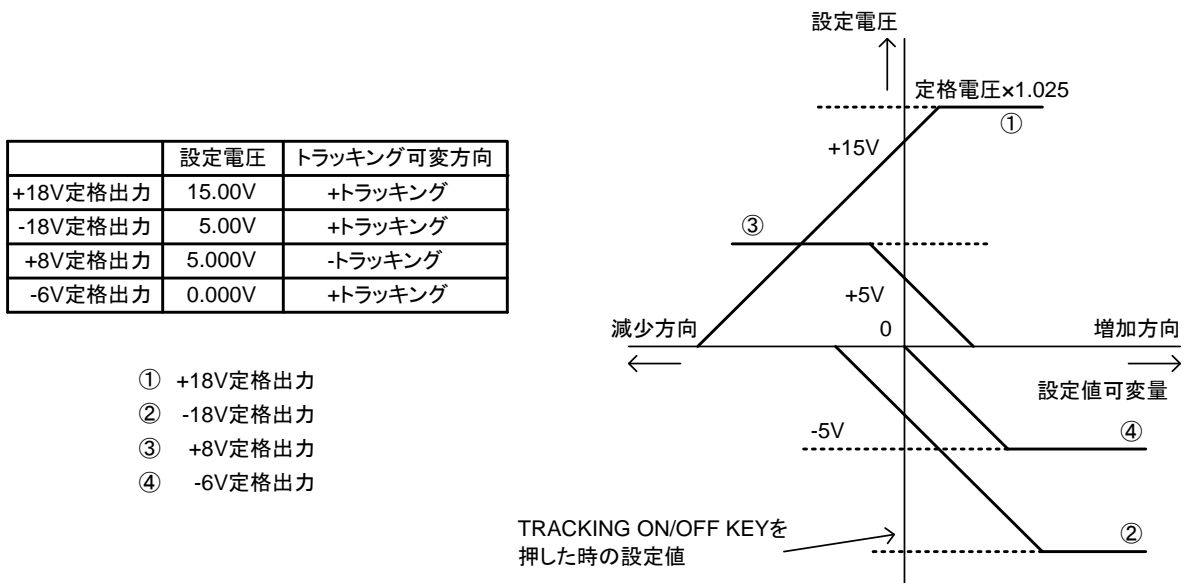 設定電圧 トラッキング可変方向
+18V定格出力 15.00V +トラッキング
-18V定格出力 5.00V +トラッキング
+8V定格出力 5.000V -トラッキング
-6V定格出力 0.000V +トラッキング
① +18V定格出力
② -18V定格出力
③ +8V定格出力
④ -6V定格出力
設定電圧
定格電圧×1.025
①
+15V
③
+5V
減少方向
0
増加方向
設定値可変量
-5V
④
TRACKING ON/OFF KEYを
押した時の設定値
②